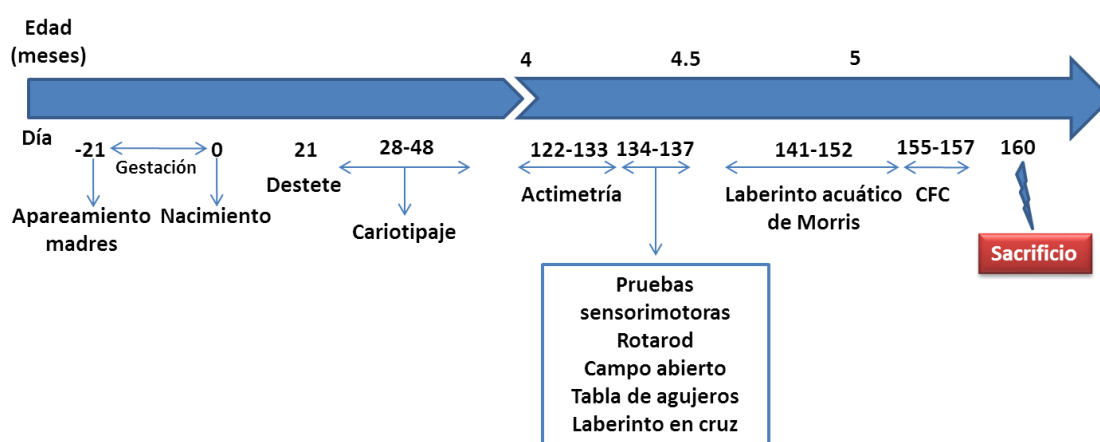 Edad
(meses)
4
4.5
5
Día
-21
Gestación
0
21
28-48
122-133
134-137
141-152
155-157
160
Destete
Apareamiento
madres
Nacimiento
Cariotipaje
Actimetría
Laberinto acuático
de Morris
CFC
Sacrificio
Pruebas
sensorimotoras
Rotarod
Campo abierto
Tabla de agujeros
Laberinto en cruz